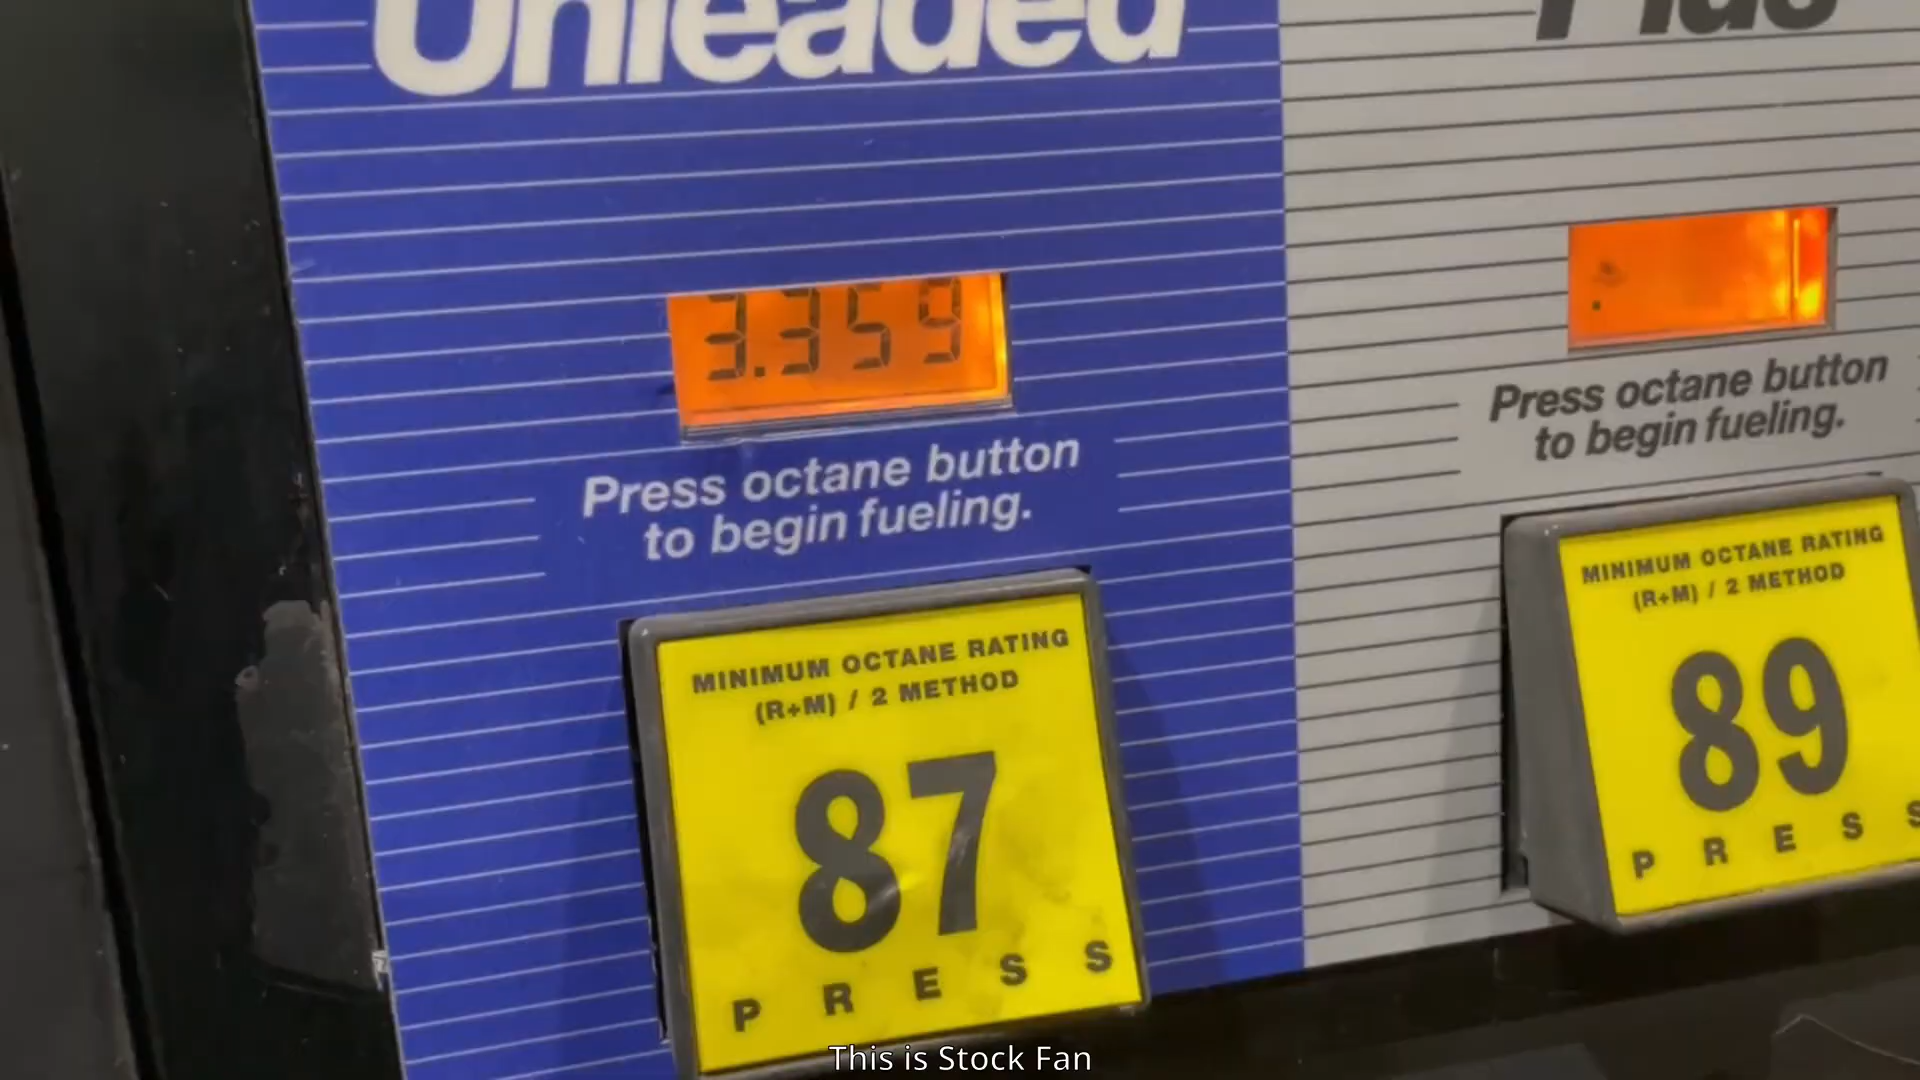 Unleaded
Plus
3.359
Press octane button
to begin fueling.
Press octane button
to begin fueling.
MINIMUM OCTANE RATING
(R+M) / 2 METHOD
87
PRESS
MINIMUM OCTANE RATING
(R+M) / 2 METHOD
89
PRESS
This is Stock Fan